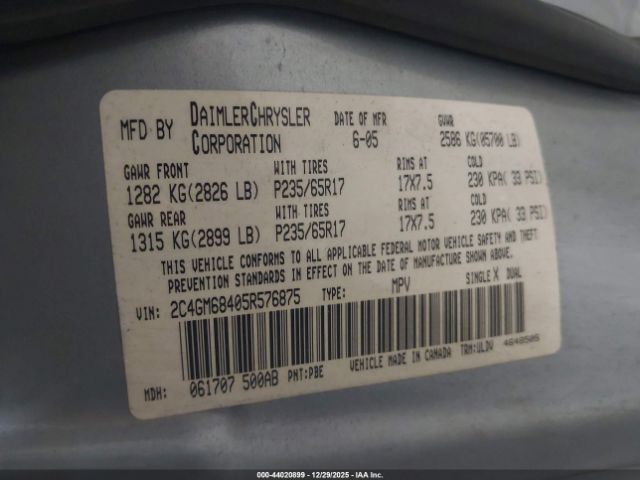 MFD BY DAIMLERCHRYSLER CORPORATION DATE OF MFR 6-05 GVWR 2586 KG(05700 LB)
GAWR FRONT WITH TIRES RIMS AT COLD
1282 KG(2826 LB) P235/65R17 17X7.5 230 KPA( 33 PSI)
GAWR REAR WITH TIRES RIMS AT COLD
1315 KG(2899 LB) P235/65R17 17X7.5 230 KPA( 33 PSI)
THIS VEHICLE CONFORMS TO ALL APPLICABLE FEDERAL MOTOR VEHICLE SAFETY AND THEFT
PREVENTION STANDARDS IN EFFECT ON THE DATE OF MANUFACTURE SHOWN ABOVE.
VIN: 2C4GM68405R576875 TYPE: MPV SINGLE X DUAL
MDH: 061707 500AB PNT:PBE VEHICLE MADE IN CANADA TRM:ULDV 4648505
000-44020899 - 12/29/2025 - IAA Inc.